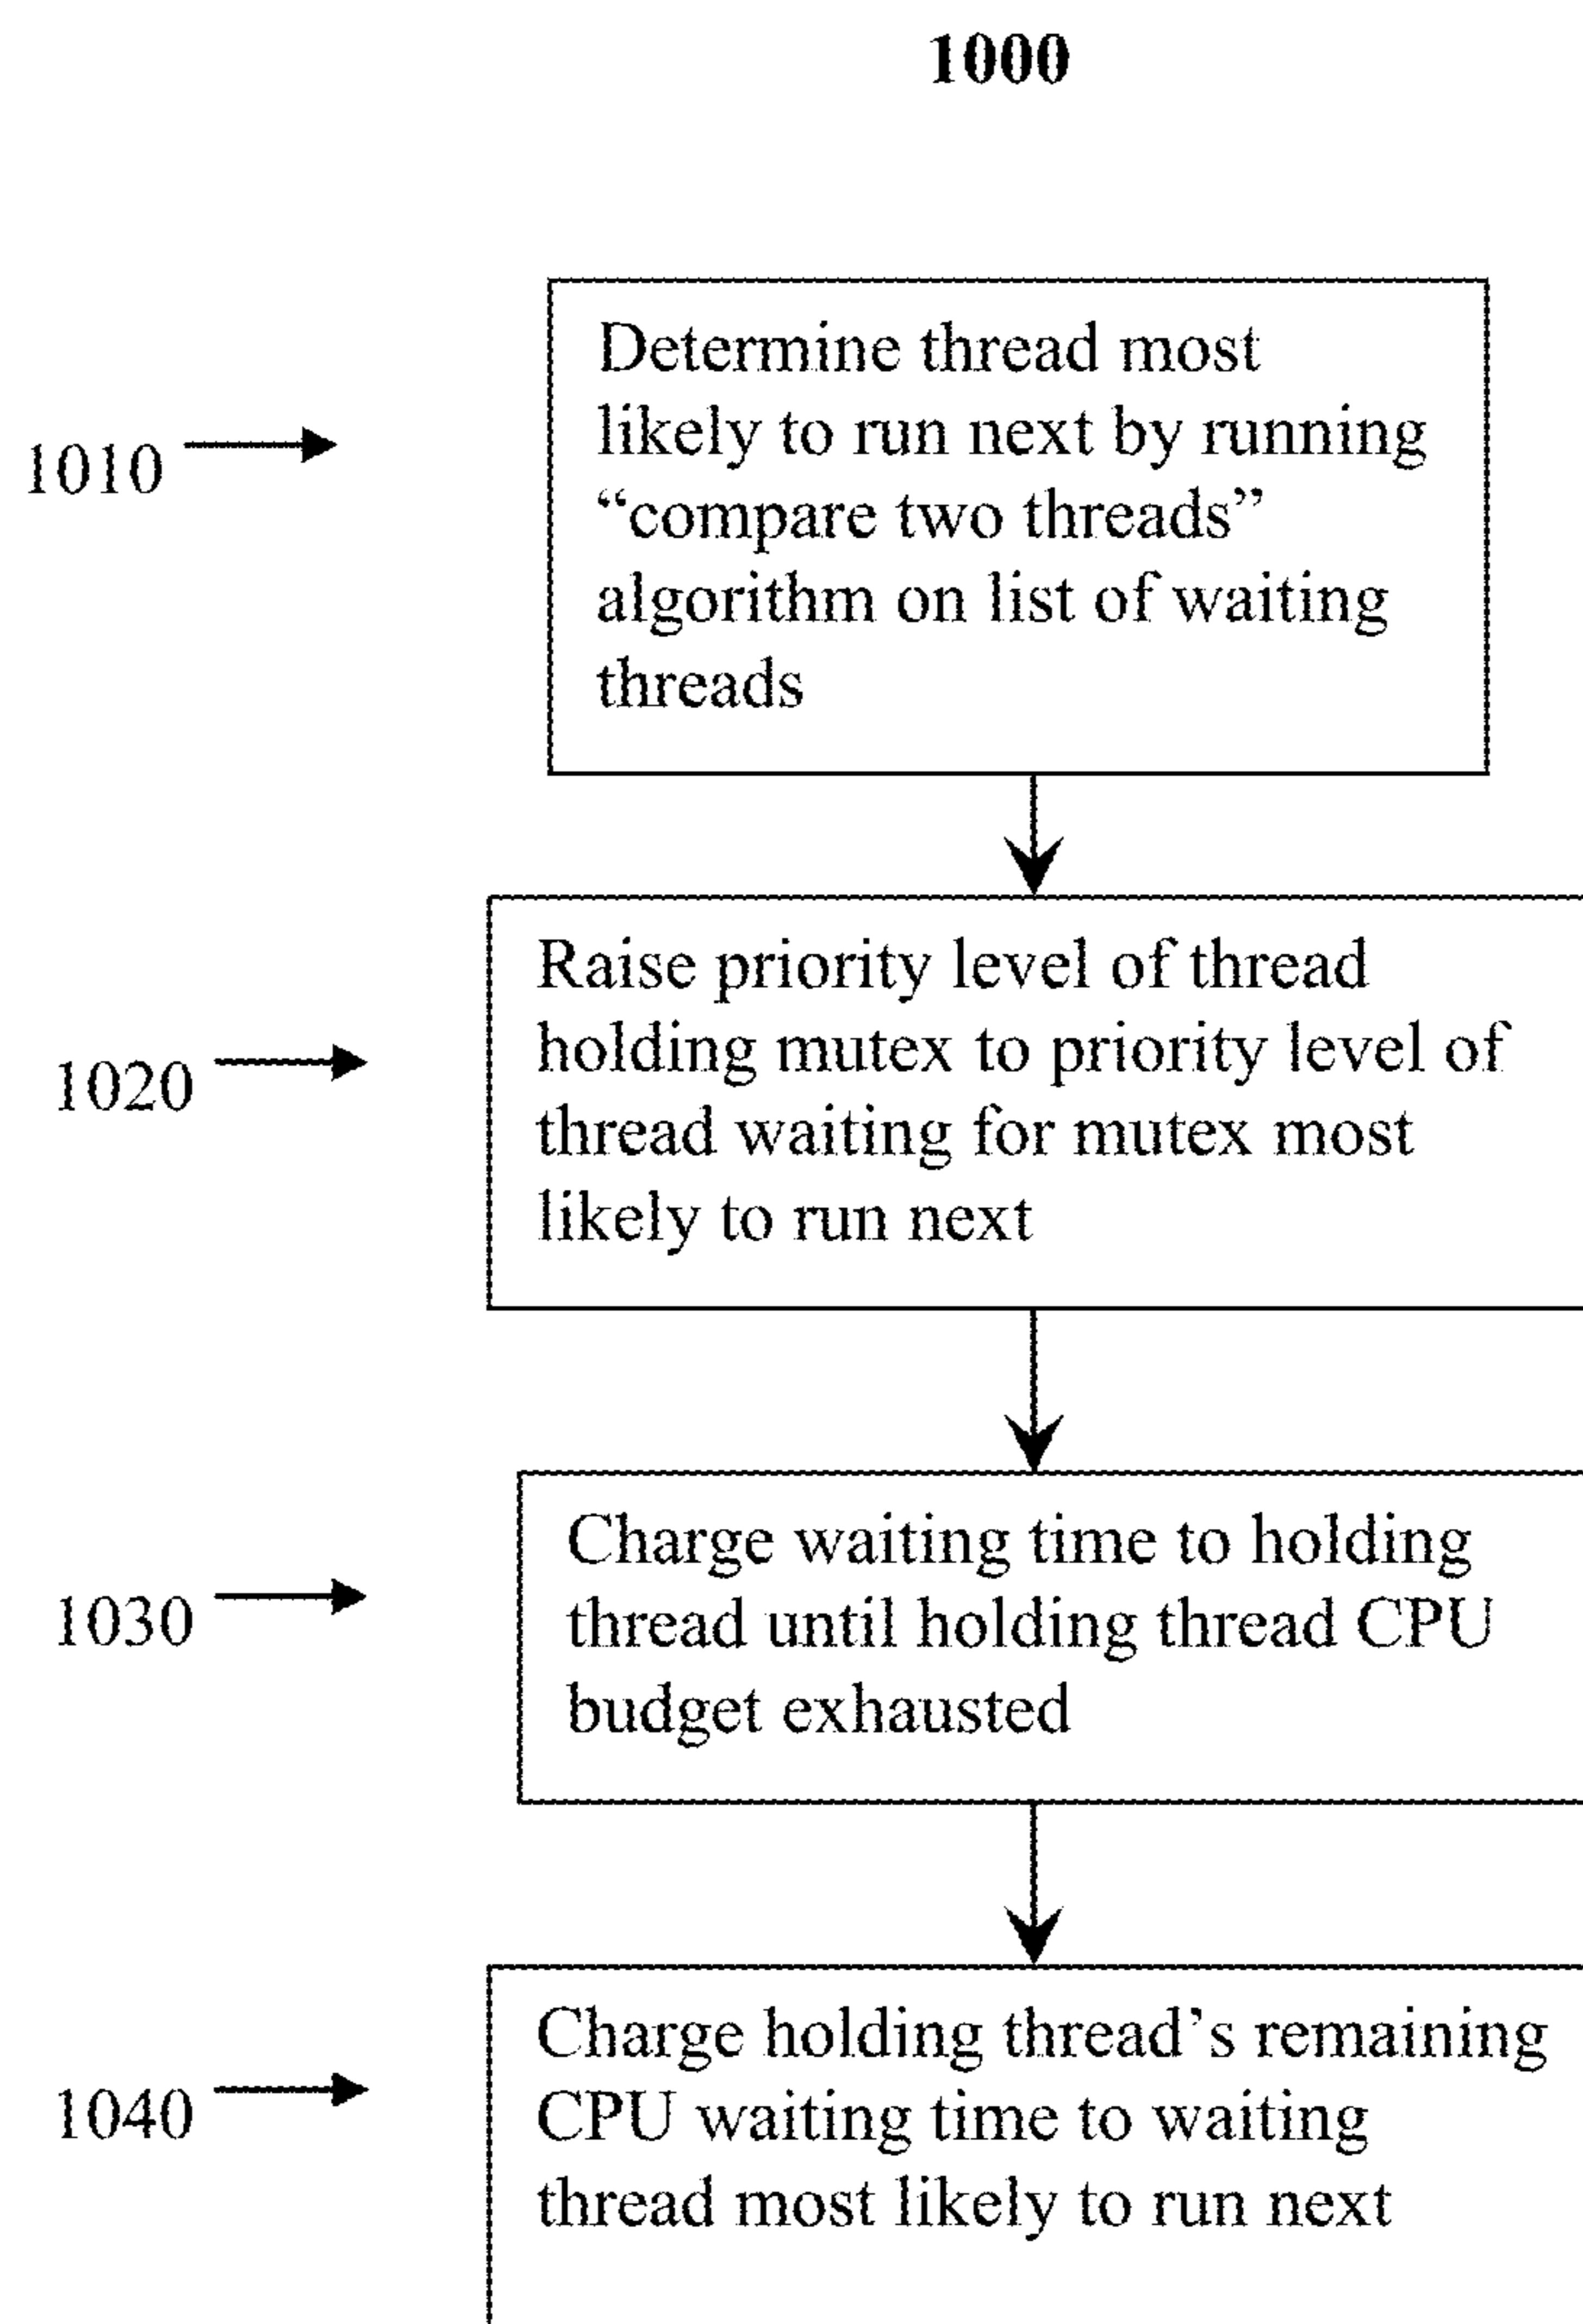 1000
1010
Determine thread most
likely to run next by running
“compare two threads”
algorithm on list of waiting
threads
1020
Raise priority level of thread
holding mutex to priority level of
thread waiting for mutex most
likely to run next
1030
Charge waiting time to holding
thread until holding thread CPU
budget exhausted
1040
Charge holding thread’s remaining
CPU waiting time to waiting
thread most likely to run next